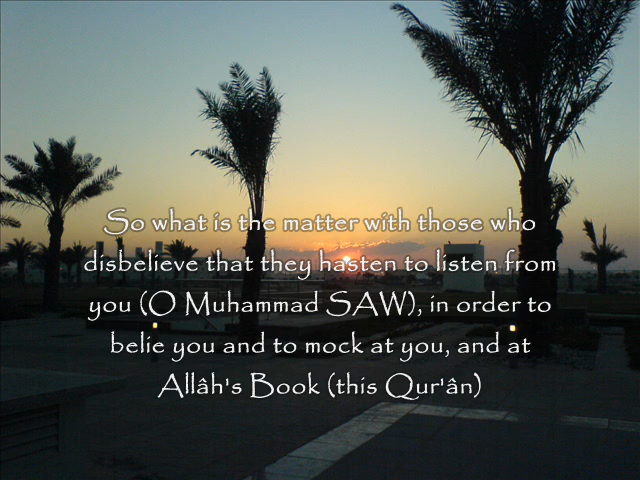 So what is the matter with those who
disbelieve that they hasten to listen from
you (O Muhammad SAW), in order to
belie you and to mock at you, and at
Allâh's Book (this Qur'ân)